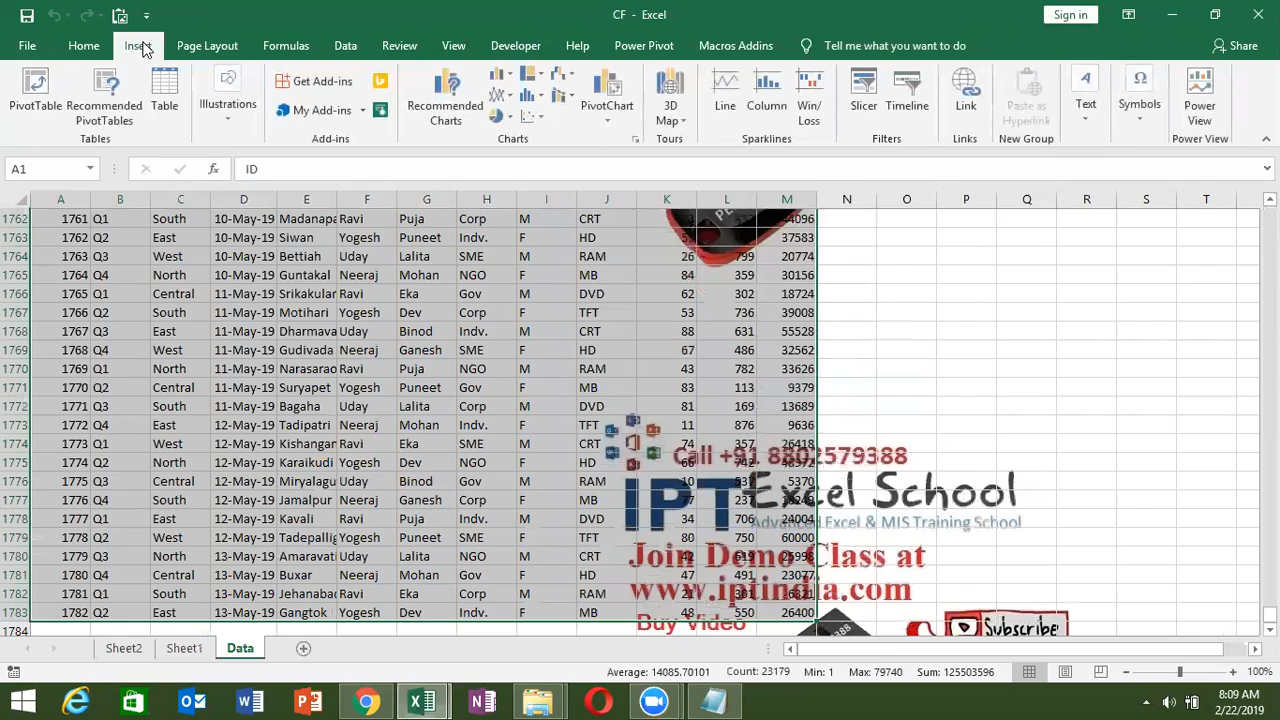 CF - Excel
Sign in
File Home Insert Page Layout Formulas Data Review View Developer Help Power Pivot Macros Addins Tell me what you want to do Share
PivotTable Recommended PivotTables Table Illustrations Get Add-ins My Add-ins Recommended Charts PivotChart 3D Map Line Column Win/Loss Slicer Timeline Link Paste as Hyperlink Text Symbols Power View
Tables Add-ins Charts Tours Sparklines Filters Links New Group Power View
A1 ID
A B C D E F G H I J K L M N O P Q R S T
1762 1761 Q1 South 10-May-19 Madanapa Ravi Puja Corp M CRT
1763 1762 Q2 East 10-May-19 Siwan Yogesh Puneet Indv. F HD 37583
1764 1763 Q3 West 10-May-19 Bettiah Uday Lalita SME M RAM 26 799 20774
1765 1764 Q4 North 10-May-19 Guntakal Neeraj Mohan NGO F MB 84 359 30156
1766 1765 Q1 Central 11-May-19 Srikakular Ravi Eka Gov M DVD 62 302 18724
1767 1766 Q2 South 11-May-19 Motihari Yogesh Dev Corp F TFT 53 736 39008
1768 1767 Q3 East 11-May-19 Dharmava Uday Binod Indv. M CRT 88 631 55528
1769 1768 Q4 West 11-May-19 Gudivada Neeraj Ganesh SME F HD 67 486 32562
1770 1769 Q1 North 11-May-19 Narasarao Ravi Puja NGO M RAM 43 782 33626
1771 1770 Q2 Central 11-May-19 Suryapet Yogesh Puneet Gov F MB 83 113 9379
1772 1771 Q3 South 11-May-19 Bagaha Uday Lalita Corp M DVD 81 169 13689
1773 1772 Q4 East 12-May-19 Tadipatri Neeraj Mohan Indv. F TFT 11 876 9636
1774 1773 Q1 West 12-May-19 Kishangan Ravi Eka SME M CRT 74 357 26418
1775 1774 Q2 North 12-May-19 Karaikudi Yogesh Dev NGO F HD 66 742 48972
1776 1775 Q3 Central 12-May-19 Miryalagu Uday Binod Gov M RAM 10 537 5370
1777 1776 Q4 South 12-May-19 Jamalpur Neeraj Ganesh Corp F MB 77 237 18249
1778 1777 Q1 East 12-May-19 Kavali Ravi Puja Indv. M DVD 34 706 24004
1779 1778 Q2 West 12-May-19 Tadepallig Yogesh Puneet SME F TFT 80 750 60000
1780 1779 Q3 North 13-May-19 Amaravati Uday Lalita NGO M CRT 42 619 25998
1781 1780 Q4 Central 13-May-19 Buxar Neeraj Mohan Gov F HD 47 491 23077
1782 1781 Q1 South 13-May-19 Jehanabad Ravi Eka Corp M RAM 21 301 6321
1783 1782 Q2 East 13-May-19 Gangtok Yogesh Dev Indv. F MB 48 550 26400
1784
Call +91 8802579388
IPT Excel School
Advanced Excel & MIS Training School
Join Demo Class at
www.iptindia.com
Buy Video
Subscribe
Sheet2 Sheet1 Data
Average: 14085.70101 Count: 23179 Min: 1 Max: 79740 Sum: 125503596 100%
8:09 AM
2/22/2019